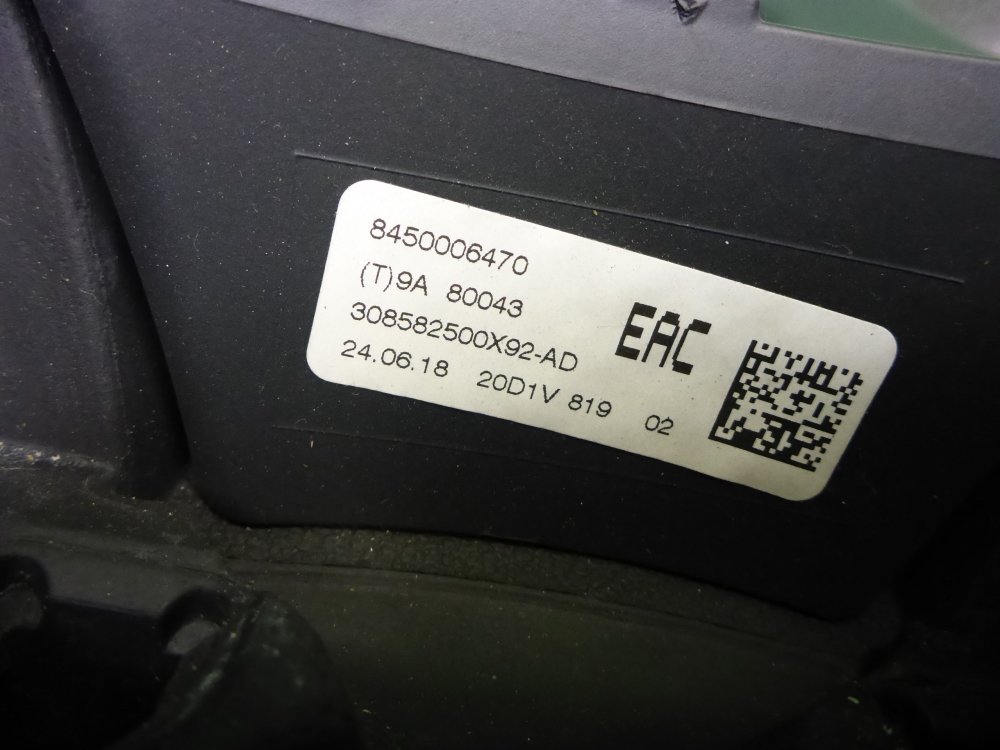 8450006470
(T)9A 80043
308582500X92-AD
24.06.18 20D1V 819 02
EAC